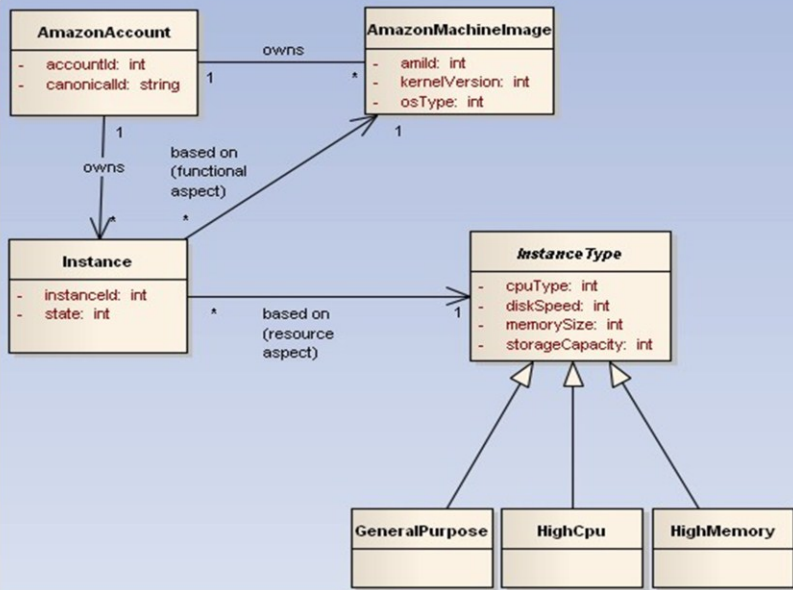 AmazonAccount
- accountId: int
- canonicalId: string
owns
1
*
AmazonMachineImage
- amiId: int
- kernelVersion: int
- osType: int
1
owns
*
based on
(functional
aspect)
*
1
Instance
- instanceId: int
- state: int
*
based on
(resource
aspect)
1
InstanceType
- cpuType: int
- diskSpeed: int
- memorySize: int
- storageCapacity: int
GeneralPurpose
HighCpu
HighMemory